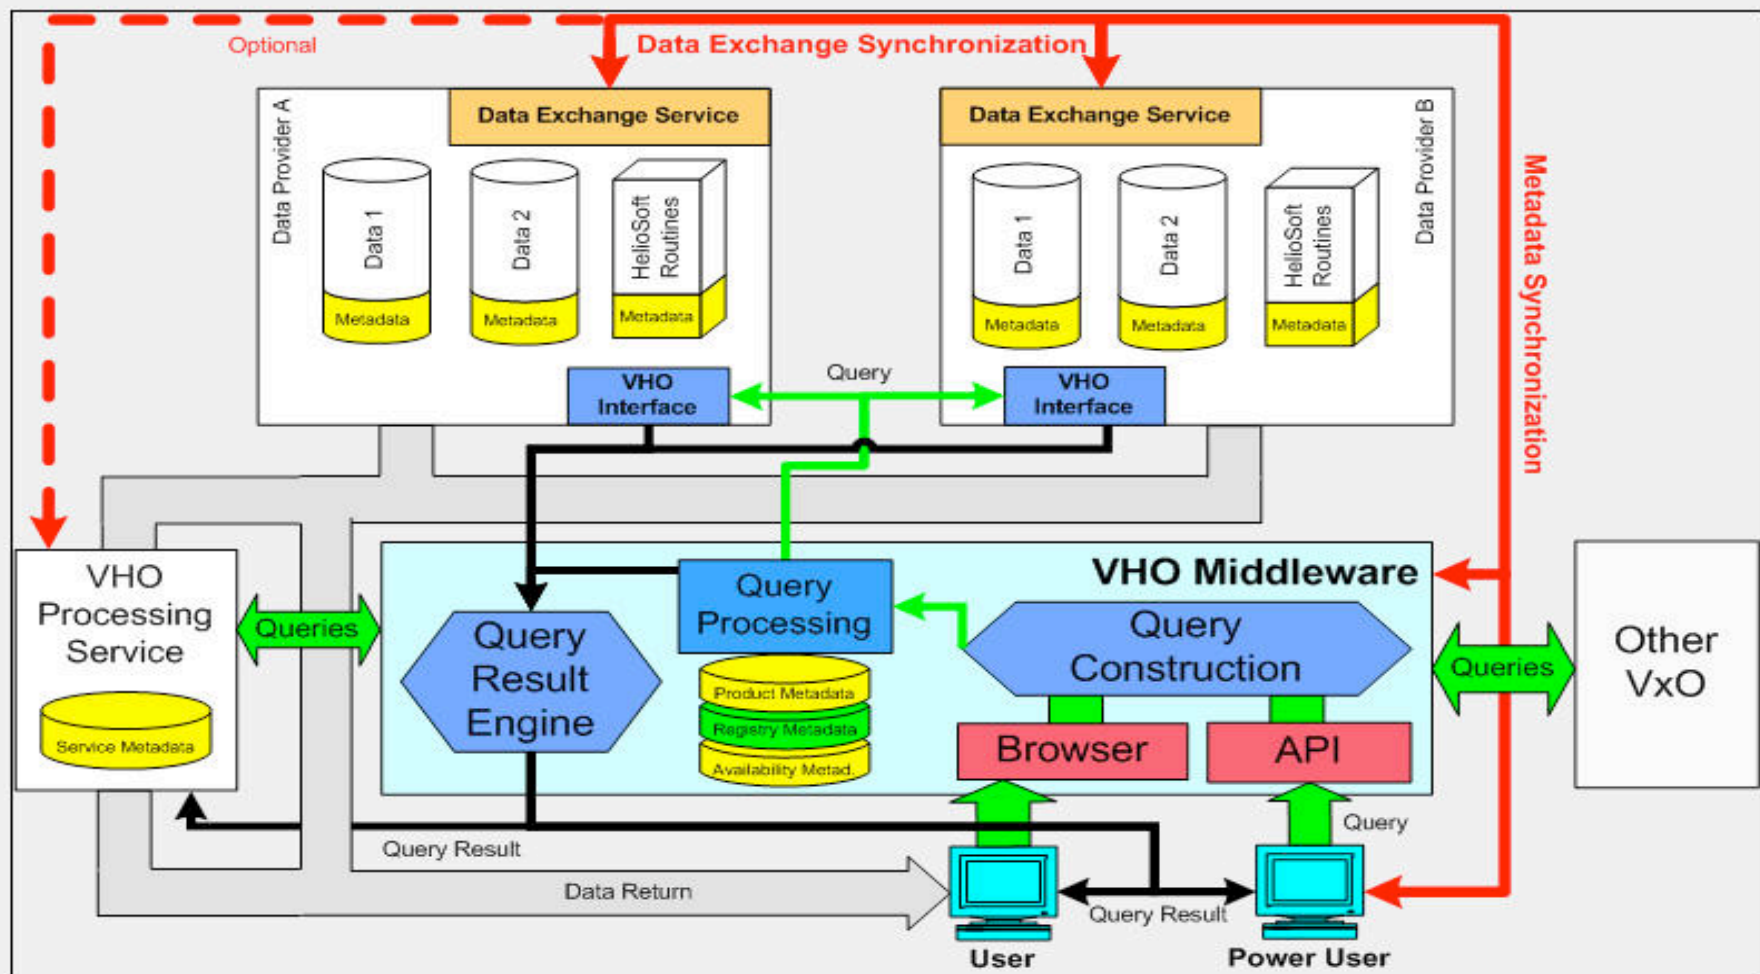 Optional
Data Exchange Synchronization
Data Provider A
Data Exchange Service
Data 1
Metadata
Data 2
Metadata
HelioSoft
Routines
Metadata
VHO
Interface
Query
Data Exchange Service
Data Provider B
Data 1
Metadata
Data 2
Metadata
HelioSoft
Routines
Metadata
VHO
Interface
Metadata Synchronization
VHO
Processing
Service
Service Metadata
Queries
VHO Middleware
Query
Result
Engine
Query
Processing
Product Metadata
Registry Metadata
Availability Metad.
Query
Construction
Browser
API
Queries
Other
VxO
Query Result
Query
Data Return
Query Result
User
Power User